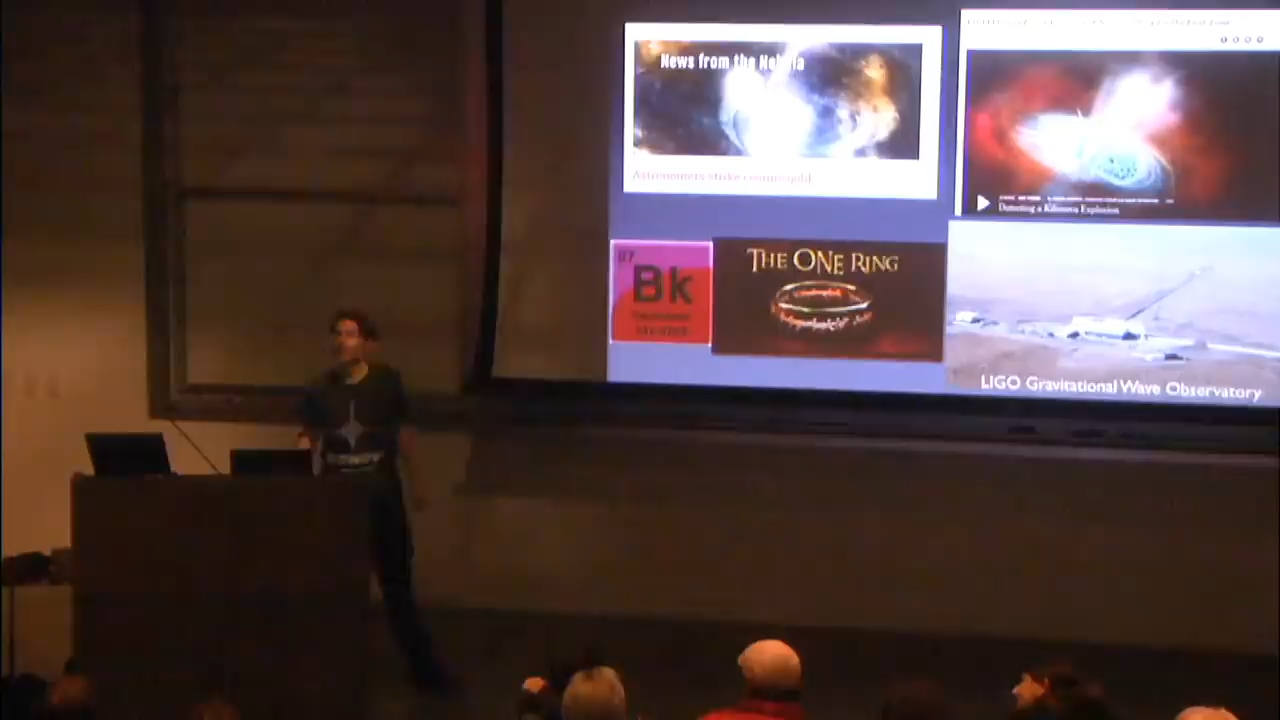 News from the Nebula
Astronomers strike cosmic gold
Detecting a Kilonova Explosion
97
Bk
THE ONE RING
LIGO Gravitational Wave Observatory